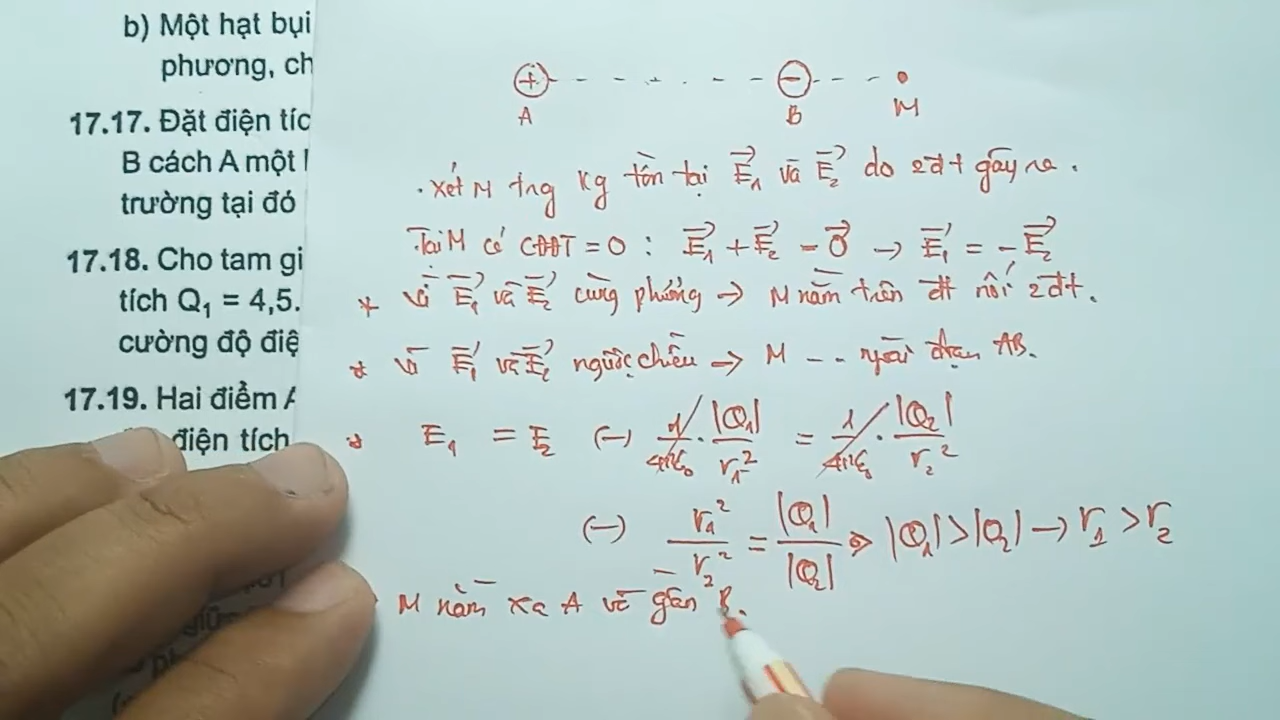 b) Một hạt bụi
phương, ch
17.17. Đặt điện tíc
B cách A một
trường tại đó
17.18. Cho tam gi
tích Q₁ = 4,5.
cường độ điệ
17.19. Hai điểm A
điện tích
+ −
A B M
. xét M tng kg tồn tại E₁⃗ và E₂⃗ do 2đt gây ra.
Tại M có CĐĐT = 0 : E₁⃗ + E₂⃗ = 0⃗ → E₁⃗ = − E₂⃗
* Vì E₁⃗ và E₂⃗ cùng phương → M nằm trên đt nối 2đt.
* Vì E₁⃗ và E₂⃗ ngược chiều → M -- ngoài đoạn AB.
* E₁ = E₂ (-) 1/4πε₀ . |Q₁|/r₁² = 1/4πε₀ . |Q₂|/r₂²
(-) r₁²/r₂² = |Q₁|/|Q₂| ⇒ |Q₁| > |Q₂| → r₁ > r₂
M nằm xa A và gần B.